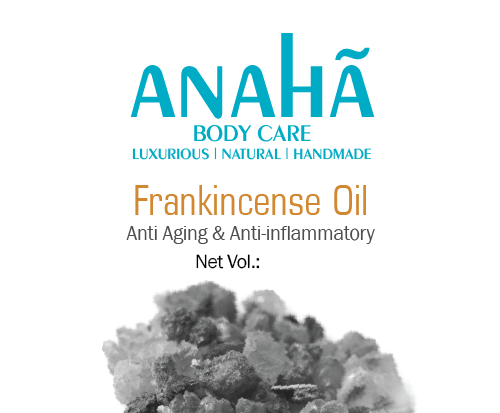 ANAHÃ
BODY CARE
LUXURIOUS | NATURAL | HANDMADE
Frankincense Oil
Anti Aging & Anti-inflammatory
Net Vol.: